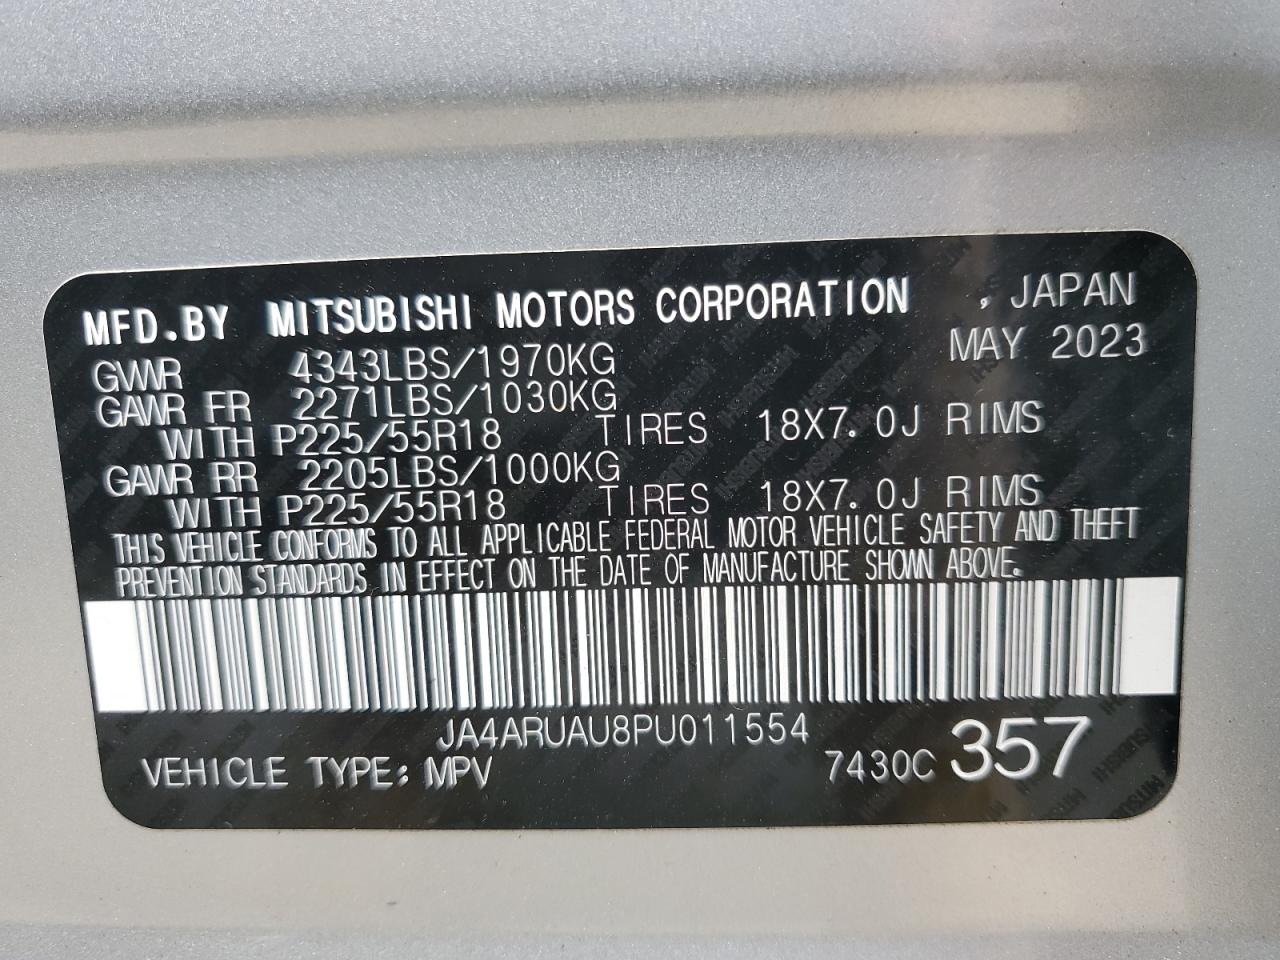 MFD.BY MITSUBISHI MOTORS CORPORATION , JAPAN
MAY 2023
GVWR 4343LBS/1970KG
GAWR FR 2271LBS/1030KG
WITH P225/55R18 TIRES 18X7.0J RIMS
GAWR RR 2205LBS/1000KG
WITH P225/55R18 TIRES 18X7.0J RIMS
THIS VEHICLE CONFORMS TO ALL APPLICABLE FEDERAL MOTOR VEHICLE SAFETY AND THEFT
PREVENTION STANDARDS IN EFFECT ON THE DATE OF MANUFACTURE SHOWN ABOVE.
JA4ARUAU8PU011554
VEHICLE TYPE: MPV 7430C 357